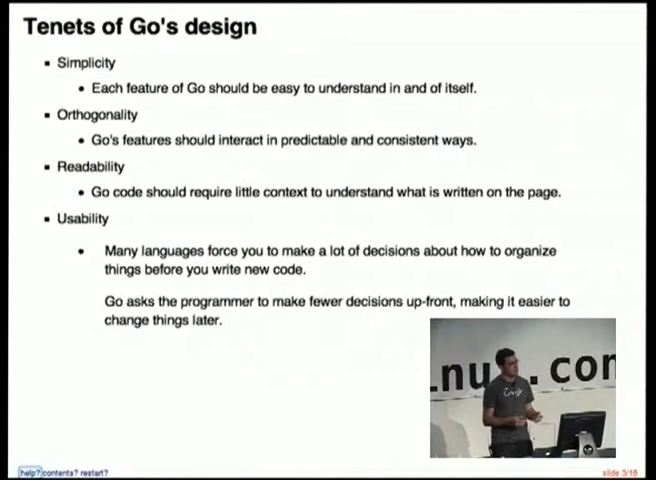 Tenets of Go's design
Simplicity
Each feature of Go should be easy to understand in and of itself.
Orthogonality
Go's features should interact in predictable and consistent ways.
Readability
Go code should require little context to understand what is written on the page.
Usability
Many languages force you to make a lot of decisions about how to organize
things before you write new code.
Go asks the programmer to make fewer decisions up-front, making it easier to
change things later.
help? contents? restart?
slide 3/16